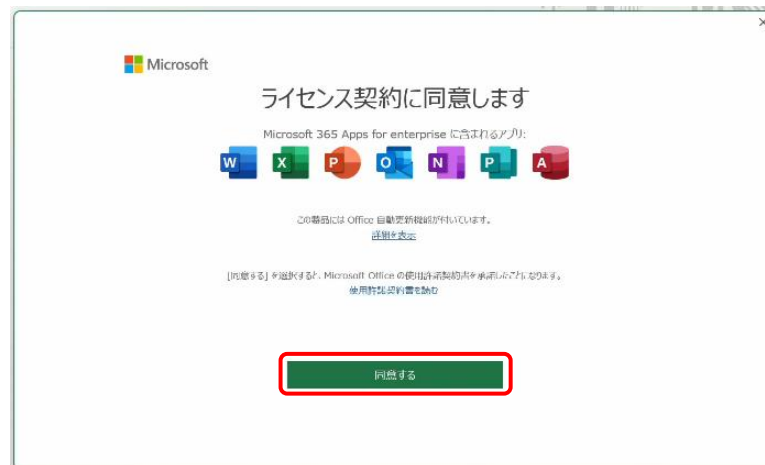 Microsoft
ライセンス契約に同意します
Microsoft 365 Apps for enterprise に含まれるアプリ:
W X P O N P A
この製品には Office 自動更新機能が付いています。
詳細を表示
[同意する] を選択すると、Microsoft Office の使用許諾契約書を承諾したことになります。
使用許諾契約書を読む
同意する